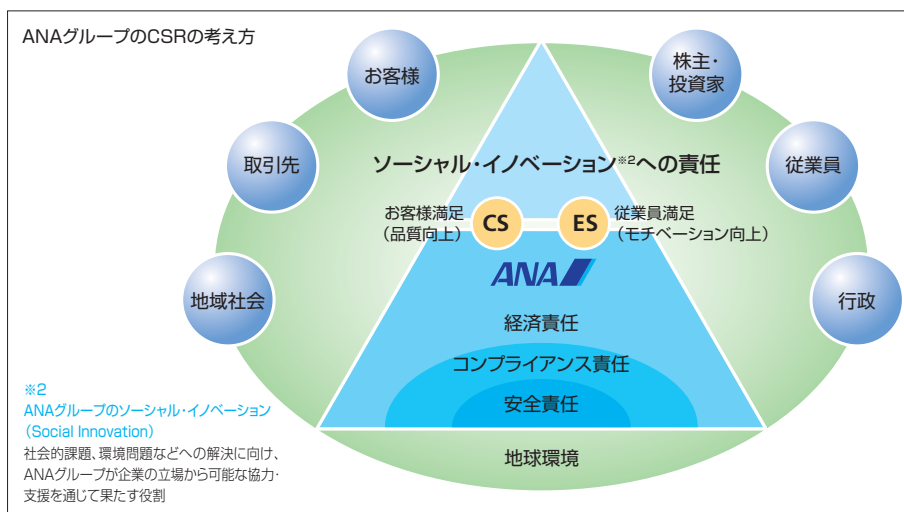 ANAグループのCSRの考え方
お客様
株主・
投資家
取引先
従業員
ソーシャル・イノベーション※2への責任
お客様満足
（品質向上）
CS
ES
従業員満足
（モチベーション向上）
ANA
地域社会
行政
経済責任
コンプライアンス責任
安全責任
地球環境
※2
ANAグループのソーシャル・イノベーション
（Social Innovation）
社会的課題、環境問題などへの解決に向け、
ANAグループが企業の立場から可能な協力・
支援を通じて果たす役割